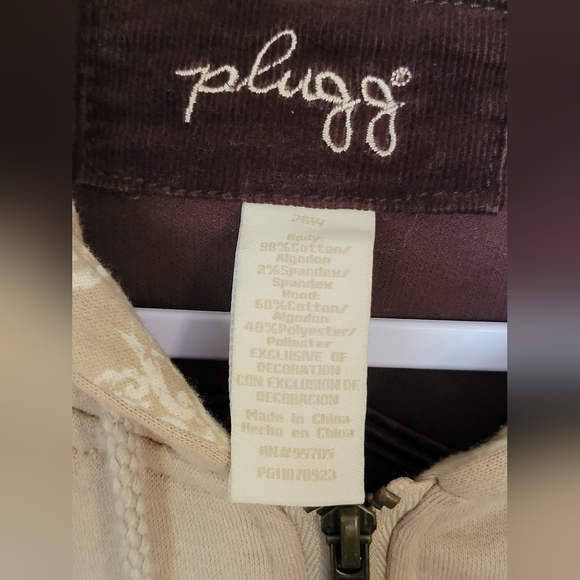 plugg®
26W
Body:
98%Cotton/
Algodon
2%Spandex/
Spandex
Hood:
60%Cotton/
Algodon
40%Polyester/
Poliester
EXCLUSIVE OF
DECORATION
CON EXCLUSION DE
DECORACION
Made in China
Hecho en China
RN#95785
PG11070923